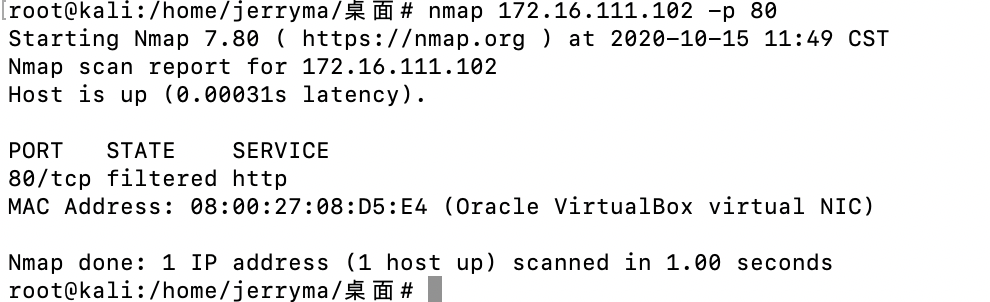 [root@kali:/home/jerryma/桌面# nmap 172.16.111.102 -p 80
Starting Nmap 7.80 ( https://nmap.org ) at 2020-10-15 11:49 CST
Nmap scan report for 172.16.111.102
Host is up (0.00031s latency).
PORT   STATE    SERVICE
80/tcp filtered http
MAC Address: 08:00:27:08:D5:E4 (Oracle VirtualBox virtual NIC)
Nmap done: 1 IP address (1 host up) scanned in 1.00 seconds
root@kali:/home/jerryma/桌面#